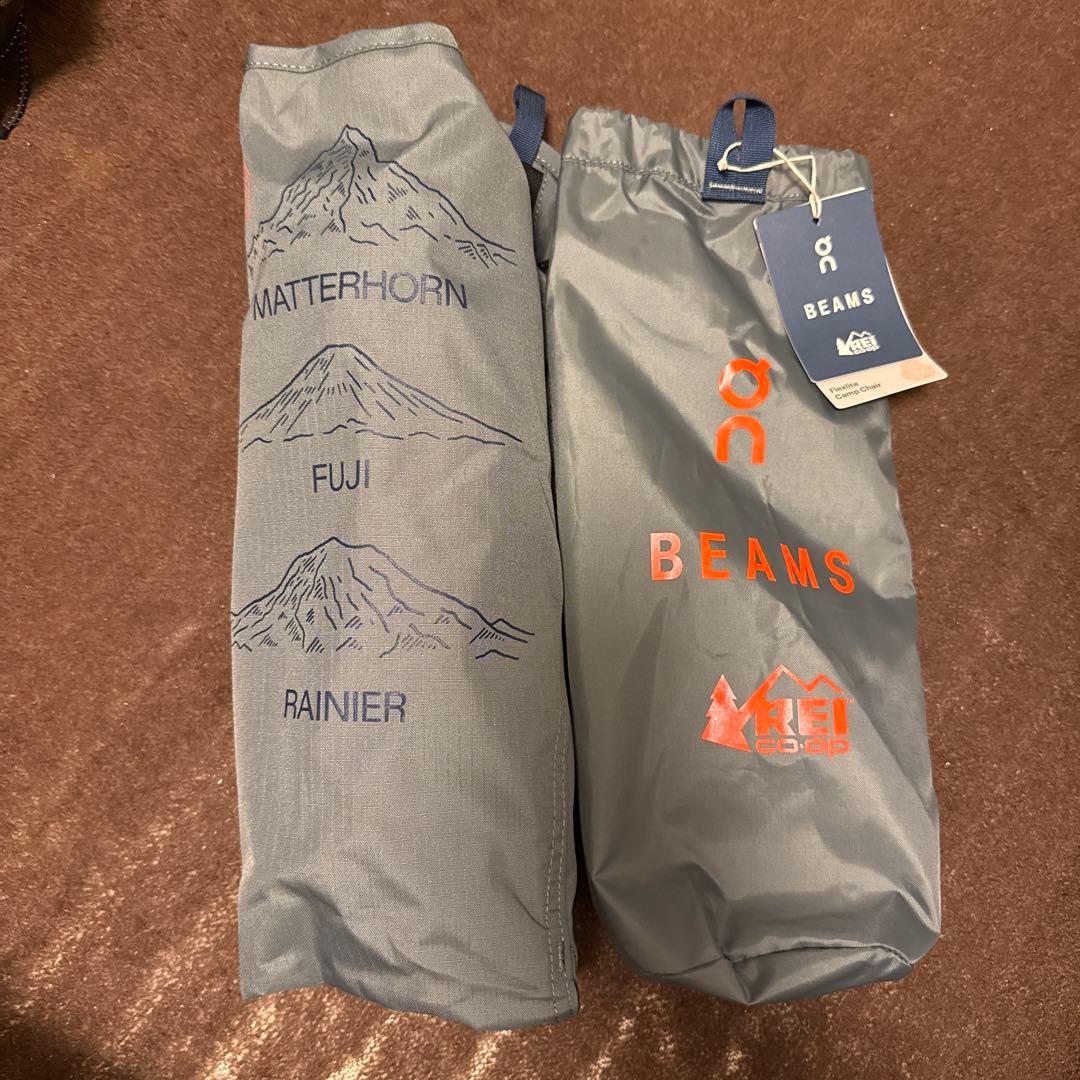 MATTERHORN
FUJI
RAINIER
on
BEAMS
REI
co·op
on
BEAMS
REI
co·op
Flexlite
Camp Chair